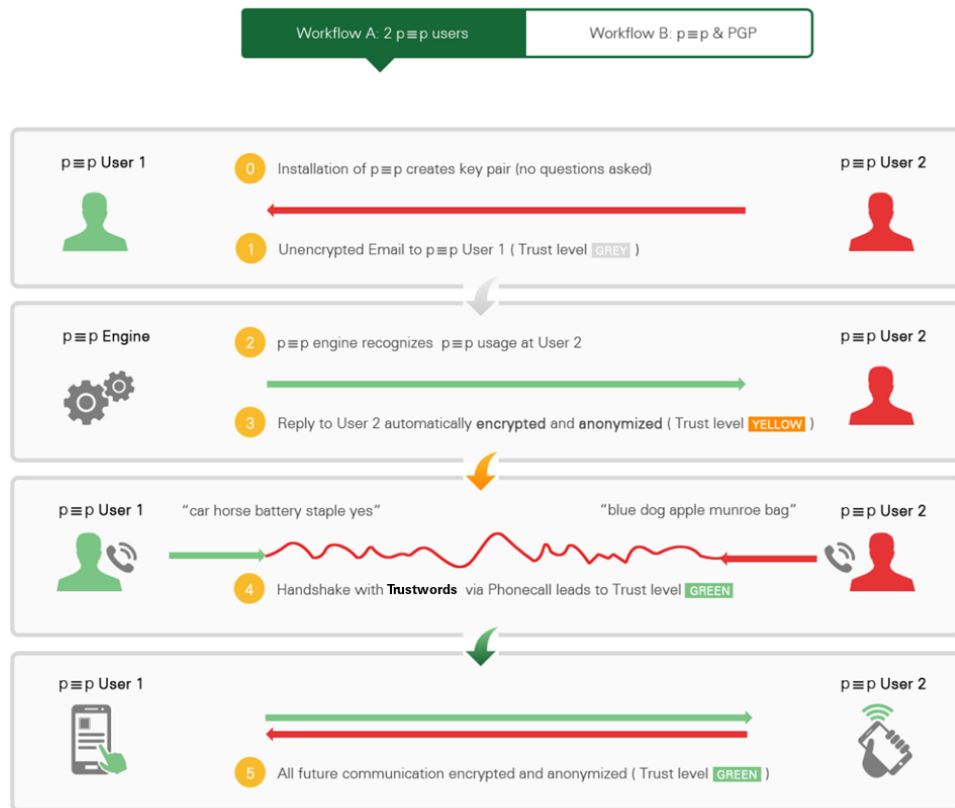 Workflow A: 2 p≡p users
Workflow B: p≡p & PGP
p≡p User 1
0
Installation of p≡p creates key pair (no questions asked)
p≡p User 2
1
Unencrypted Email to p≡p User 1 ( Trust level GREY )
p≡p Engine
2
p≡p engine recognizes p≡p usage at User 2
p≡p User 2
3
Reply to User 2 automatically encrypted and anonymized ( Trust level YELLOW )
p≡p User 1
"car horse battery staple yes"
"blue dog apple munroe bag"
p≡p User 2
4
Handshake with Trustwords via Phonecall leads to Trust level GREEN
p≡p User 1
p≡p User 2
5
All future communication encrypted and anonymized ( Trust level GREEN )